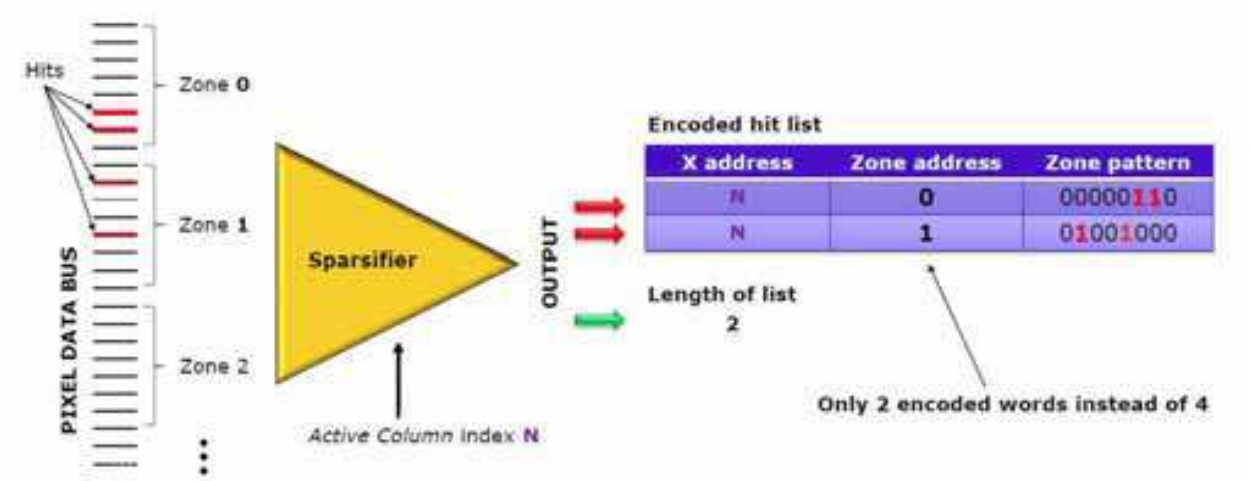 Hits
Zone 0
Zone 1
Zone 2
PIXEL DATA BUS
Sparsifier
Active Column Index N
OUTPUT
Encoded hit list
X address Zone address Zone pattern
N 0 00000110
N 1 01001000
Length of list
2
Only 2 encoded words instead of 4